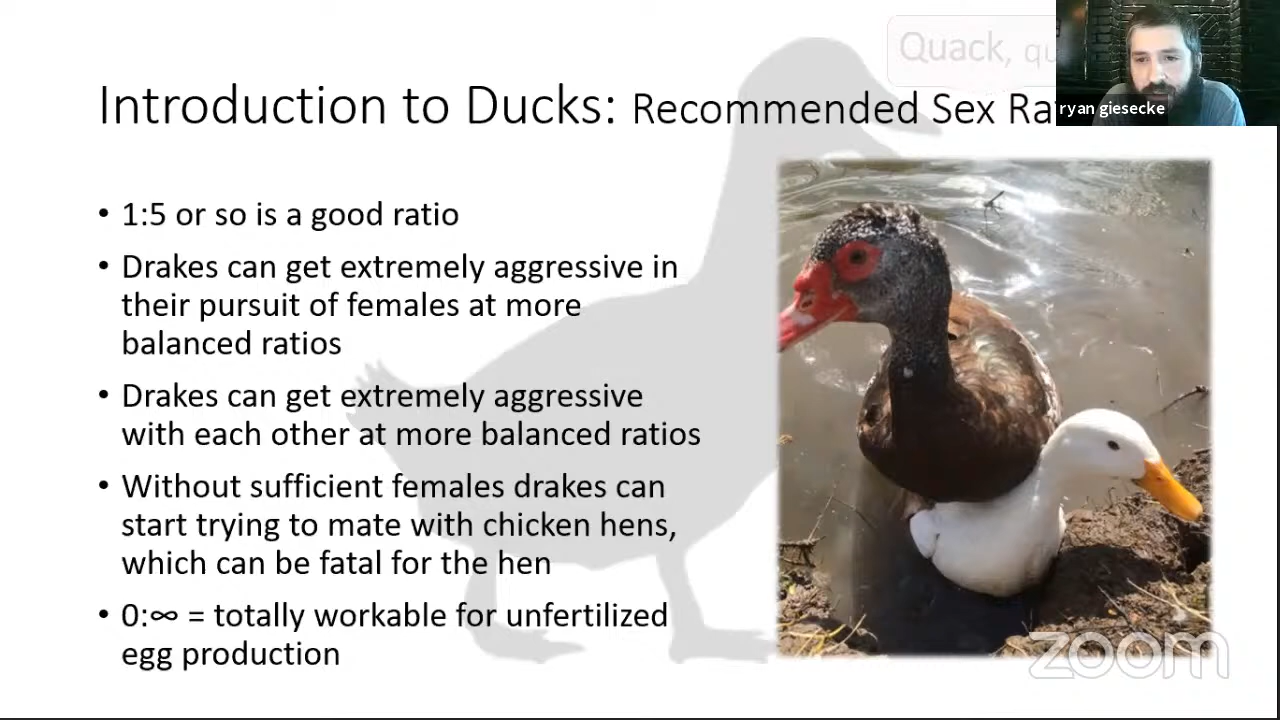 Quack,
Introduction to Ducks: Recommended Sex
ryan giesecke
• 1:5 or so is a good ratio
• Drakes can get extremely aggressive in
their pursuit of females at more
balanced ratios
• Drakes can get extremely aggressive
with each other at more balanced ratios
• Without sufficient females drakes can
start trying to mate with chicken hens,
which can be fatal for the hen
• 0:∞ = totally workable for unfertilized
egg production
zoom